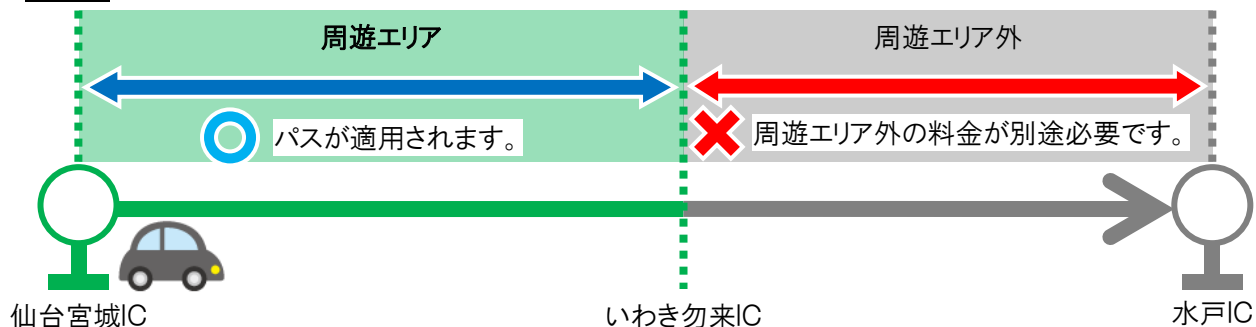 周遊エリア
周遊エリア外
パスが適用されます。
周遊エリア外の料金が別途必要です。
仙台宮城IC
いわき勿来IC
水戸IC